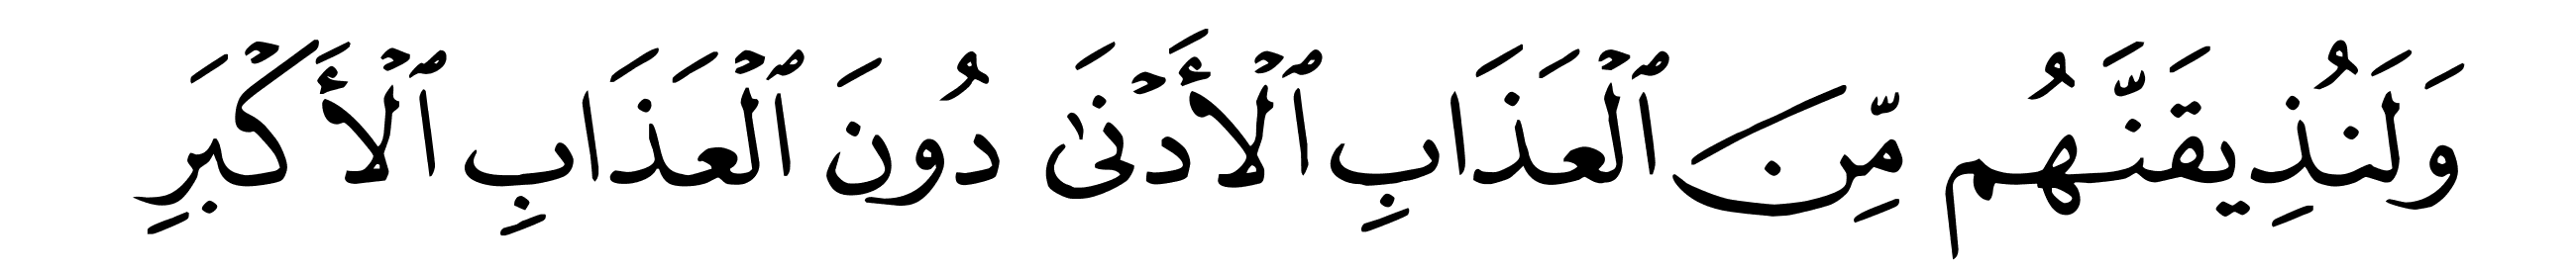 وَلَنُذِيقَنَّهُم مِّنَ ٱلْعَذَابِ ٱلْأَدْنَىٰ دُونَ ٱلْعَذَابِ ٱلْأَكْبَرِ